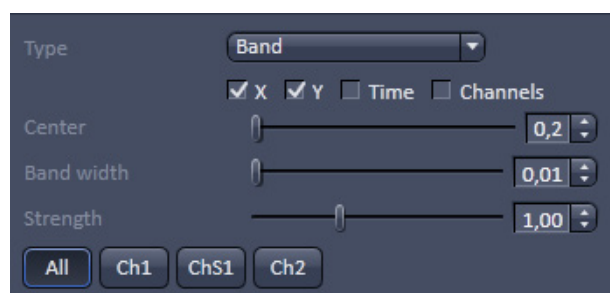 Type Band
X Y Time Channels
Center 0,2
Band width 0,01
Strength 1,00
All Ch1 ChS1 Ch2